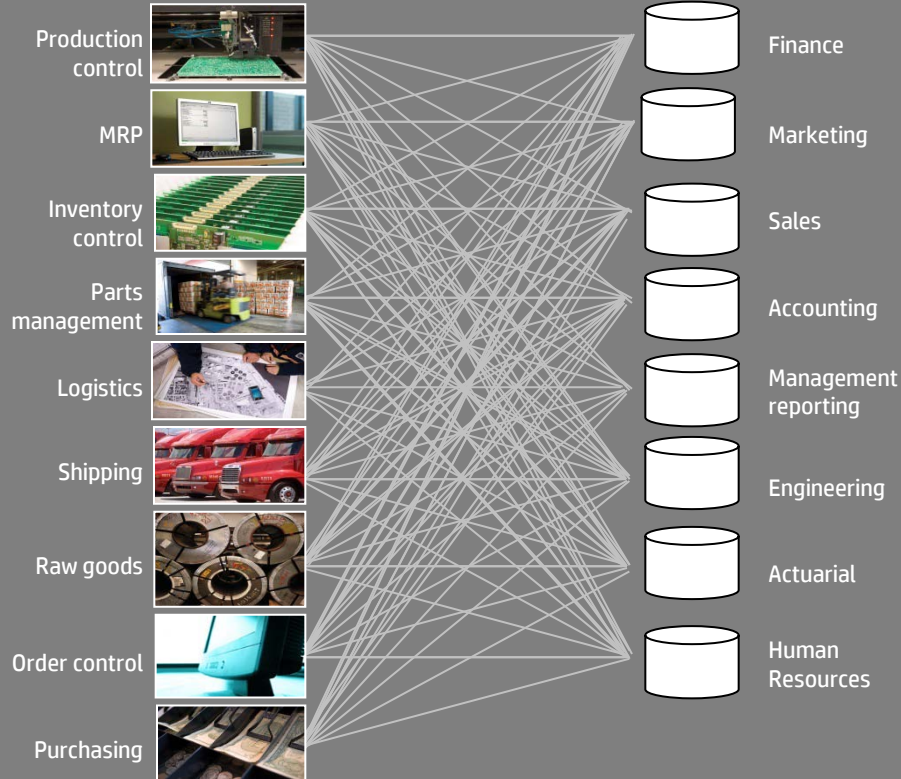 Production
control
MRP
Inventory
control
Parts
management
Logistics
Shipping
Raw goods
Order control
Purchasing
Finance
Marketing
Sales
Accounting
Management
reporting
Engineering
Actuarial
Human
Resources